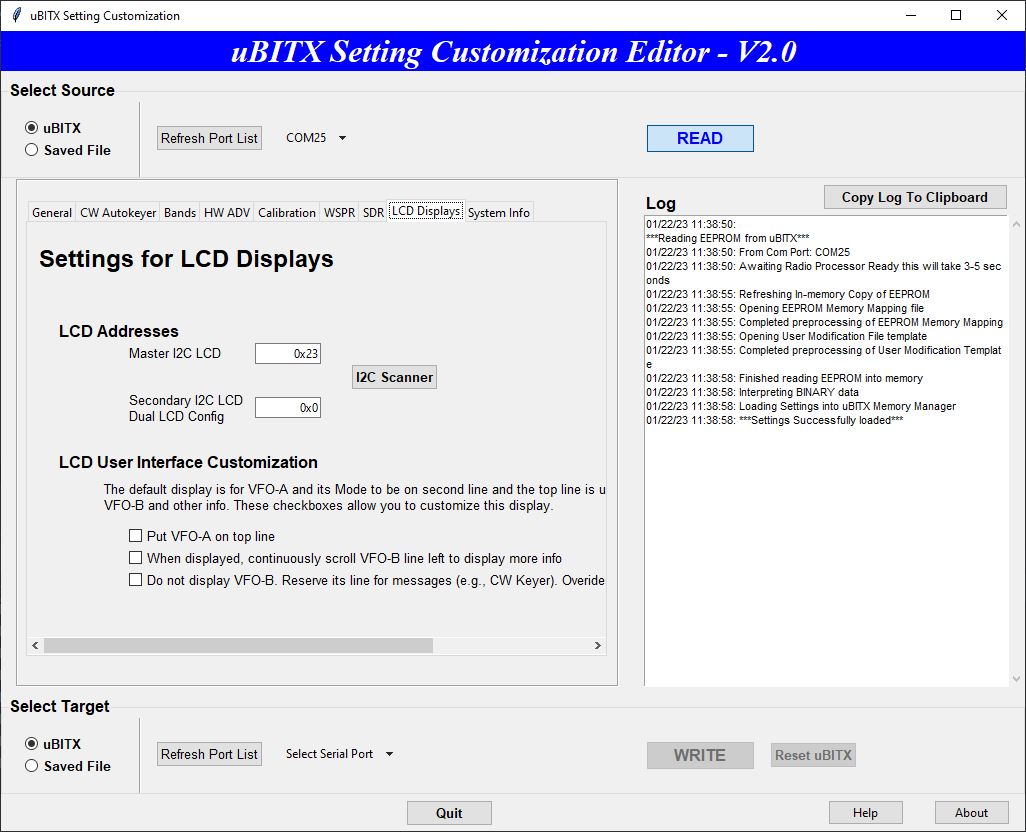 uBITX Setting Customization
uBITX Setting Customization Editor - V2.0
Select Source
uBITX
Saved File
Refresh Port List
COM25
READ
General
CW Autokeyer
Bands
HW ADV
Calibration
WSPR
SDR
LCD Displays
System Info
Settings for LCD Displays
LCD Addresses
Master I2C LCD
0x23
I2C Scanner
Secondary I2C LCD
Dual LCD Config
0x0
LCD User Interface Customization
The default display is for VFO-A and its Mode to be on second line and the top line is u
VFO-B and other info. These checkboxes allow you to customize this display.
Put VFO-A on top line
When displayed, continuously scroll VFO-B line left to display more info
Do not display VFO-B. Reserve its line for messages (e.g., CW Keyer). Overide
Log
Copy Log To Clipboard
01/22/23 11:38:50:
***Reading EEPROM from uBITX***
01/22/23 11:38:50: From Com Port: COM25
01/22/23 11:38:50: Awaiting Radio Processor Ready this will take 3-5 sec
onds
01/22/23 11:38:55: Refreshing In-memory Copy of EEPROM
01/22/23 11:38:55: Opening EEPROM Memory Mapping file
01/22/23 11:38:55: Completed preprocessing of EEPROM Memory Mapping
01/22/23 11:38:55: Opening User Modification File template
01/22/23 11:38:55: Completed preprocessing of User Modification Templat
e
01/22/23 11:38:58: Finished reading EEPROM into memory
01/22/23 11:38:58: Interpreting BINARY data
01/22/23 11:38:58: Loading Settings into uBITX Memory Manager
01/22/23 11:38:58: ***Settings Successfully loaded***
Select Target
uBITX
Saved File
Refresh Port List
Select Serial Port
WRITE
Reset uBITX
Quit
Help
About